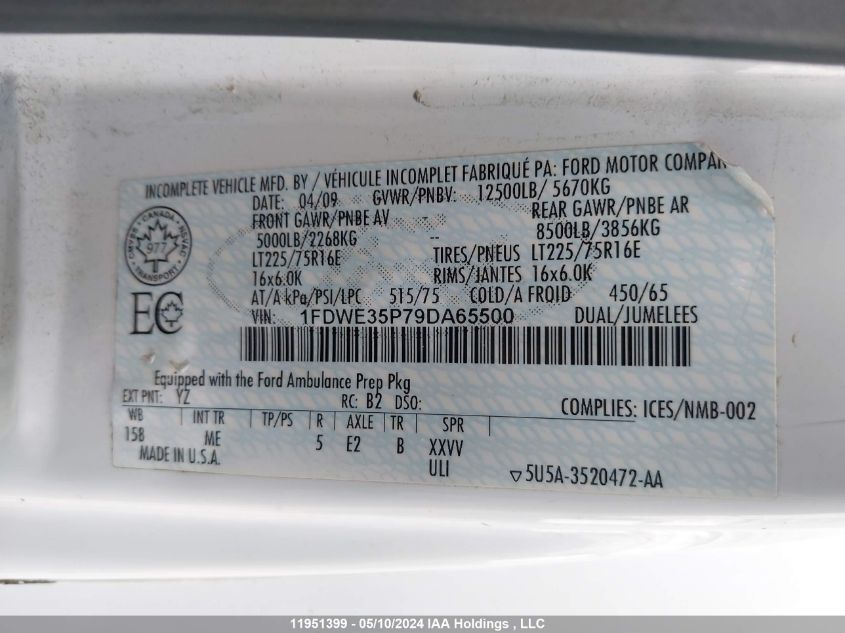 INCOMPLETE VEHICLE MFD. BY / VÉHICULE INCOMPLET FABRIQUÉ PA: FORD MOTOR COMPAN
DATE: 04/09 GVWR/PNBV: 12500LB/ 5670KG
FRONT GAWR/PNBE AV REAR GAWR/PNBE AR
5000LB/2268KG -- 8500LB/3856KG
LT225/75R16E TIRES/PNEUS LT225/75R16E
16x6.0K RIMS/JANTES 16x6.0K
AT/A kPa/PSI/LPC 515/75 COLD/A FROID 450/65
VIN: 1FDWE35P79DA65500 DUAL/JUMELEES
CMVSS · CANADA · NSVAC
977
TRANSPORT
EC
Equipped with the Ford Ambulance Prep Pkg
EXT PNT: YZ RC: B2 DSO: COMPLIES: ICES/NMB-002
WB INT TR TP/PS R AXLE TR SPR
158 ME 5 E2 B XXVV
MADE IN U.S.A. ULI
▽5U5A-3520472-AA
11951399 - 05/10/2024 IAA Holdings , LLC